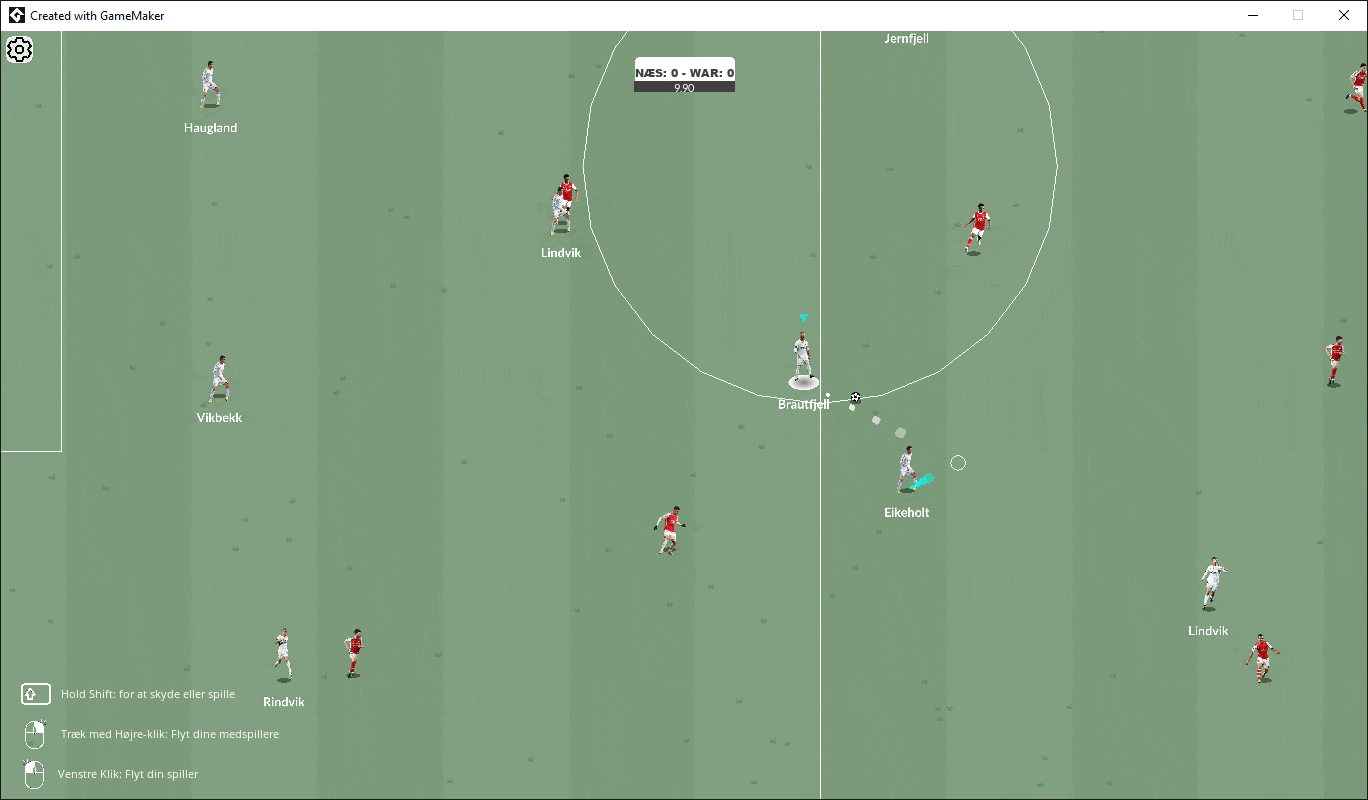 Created with GameMaker
Jernfjell
NÆS: 0 - WAR: 0
9.90
Haugland
Lindvik
Brautfjell
Vikbekk
Eikeholt
Lindvik
Rindvik
Hold Shift: for at skyde eller spille
Træk med Højre-klik: Flyt dine medspillere
Venstre Klik: Flyt din spiller